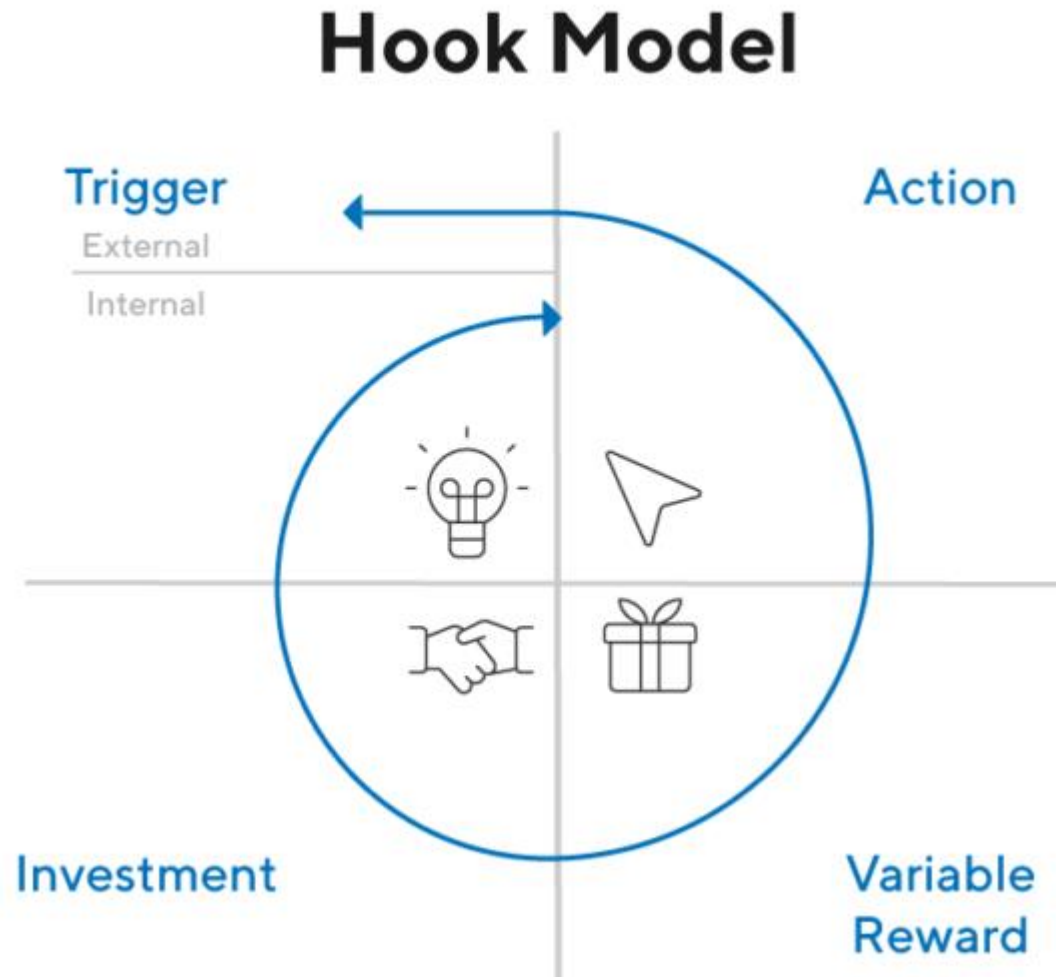 Hook Model
Trigger
External
Internal
Action
Investment
Variable
Reward